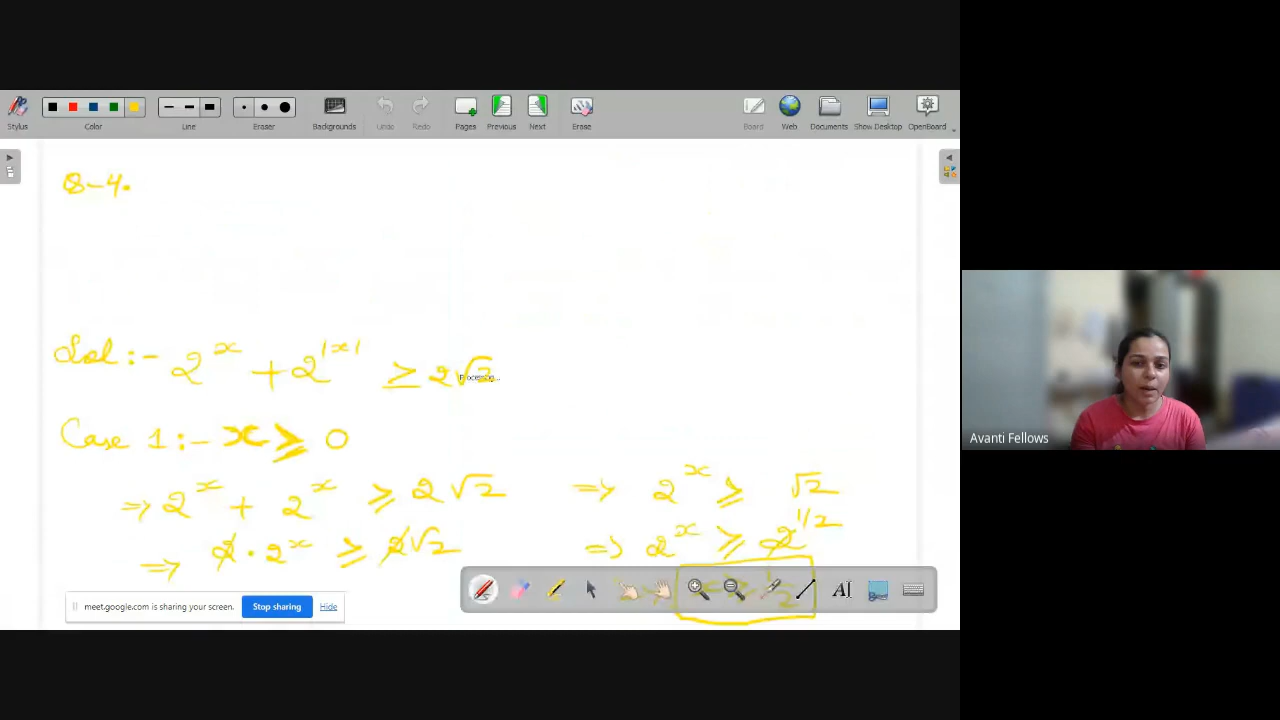 Stylus Color Line Eraser Backgrounds Undo Redo Pages Previous Next Erase Board Web Documents Show Desktop OpenBoard
Q-4.
Sol :- 2^x + 2^|x| ≥ 2√2
Processing...
Case 1 :- x ≥ 0
⇒ 2^x + 2^x ≥ 2√2
⇒ 2 · 2^x ≥ 2√2
⇒ 2^x ≥ √2
⇒ 2^x ≥ 2^1/2
meet.google.com is sharing your screen. Stop sharing Hide
Avanti Fellows